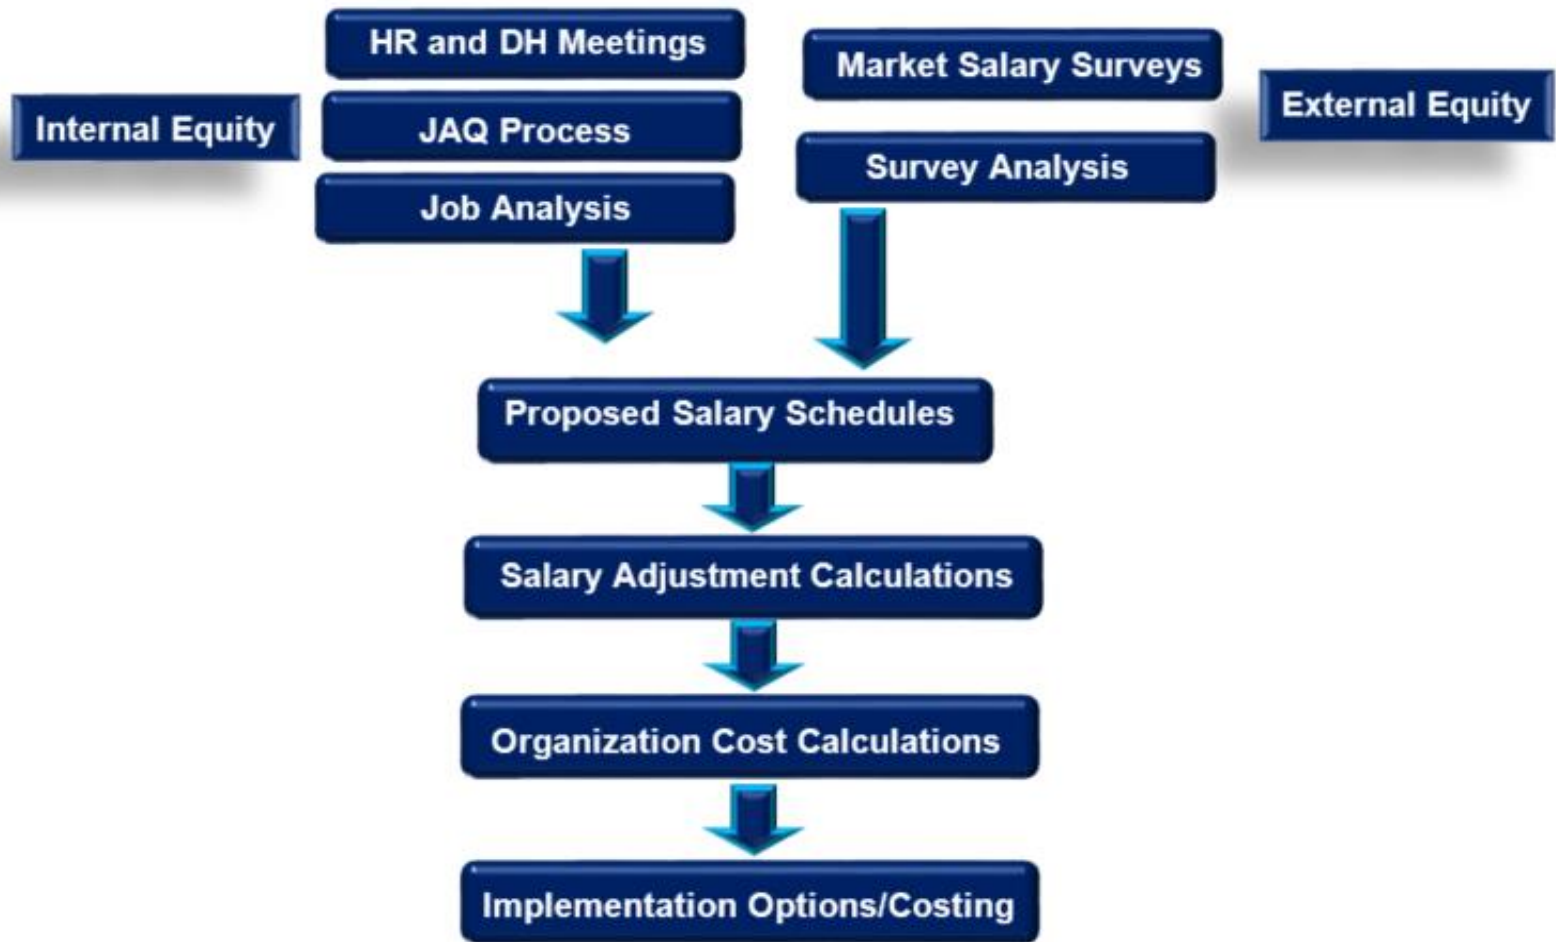 HR and DH Meetings
Market Salary Surveys
Internal Equity
JAQ Process
External Equity
Job Analysis
Survey Analysis
Proposed Salary Schedules
Salary Adjustment Calculations
Organization Cost Calculations
Implementation Options/Costing